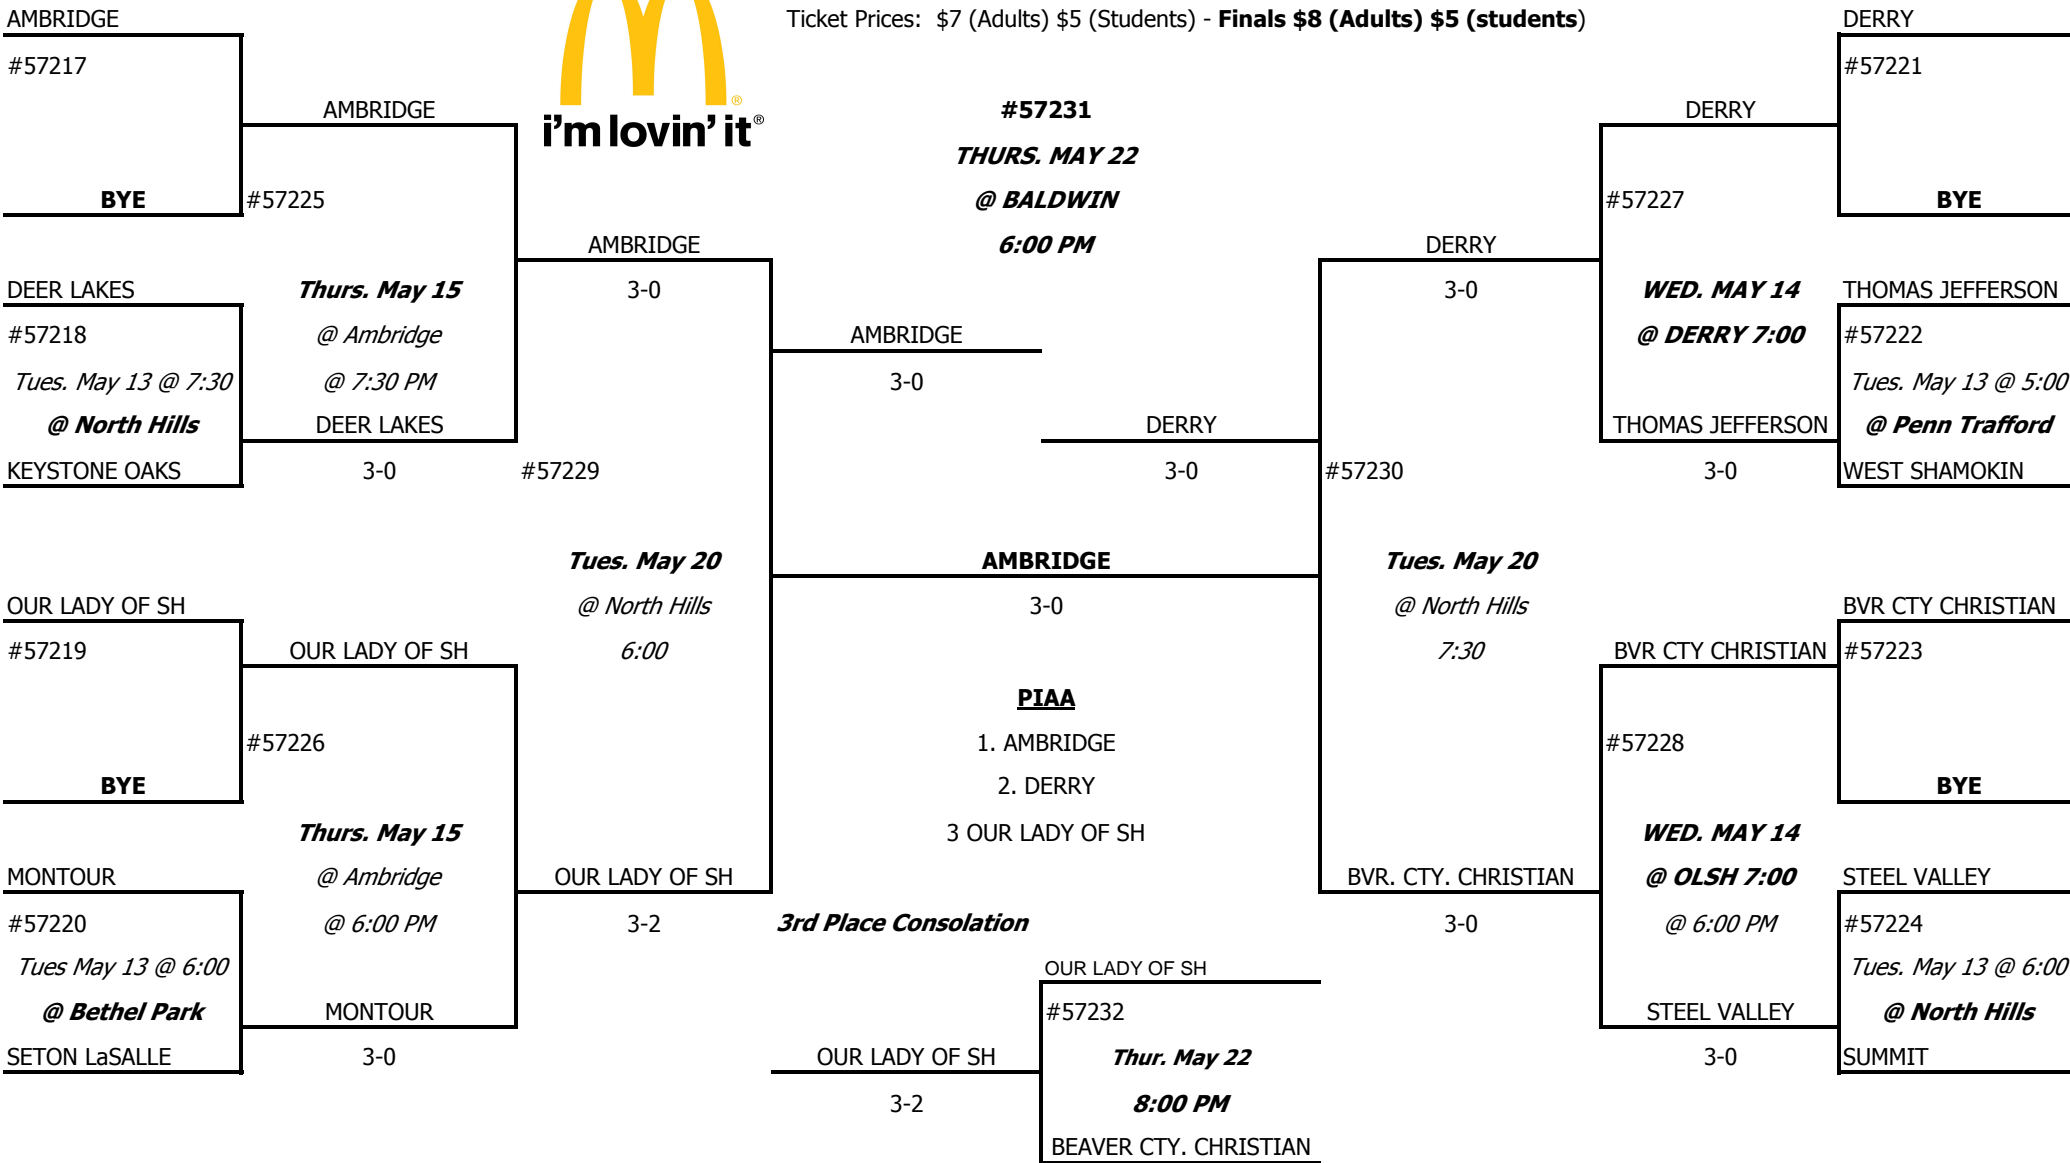 AMBRIDGE
Ticket Prices:  $7 (Adults) $5 (Students) - Finals $8 (Adults) $5 (students)
DERRY
#57217
#57221
AMBRIDGE
i'm lovin' it®
#57231
DERRY
THURS. MAY 22
BYE
#57225
@ BALDWIN
#57227
BYE
AMBRIDGE
6:00 PM
DERRY
DEER LAKES
Thurs. May 15
3-0
3-0
WED. MAY 14
THOMAS JEFFERSON
#57218
@ Ambridge
AMBRIDGE
@ DERRY 7:00
#57222
Tues. May 13 @ 7:30
@ 7:30 PM
3-0
Tues. May 13 @ 5:00
@ North Hills
DEER LAKES
DERRY
THOMAS JEFFERSON
@ Penn Trafford
KEYSTONE OAKS
3-0
#57229
3-0
#57230
3-0
WEST SHAMOKIN
Tues. May 20
AMBRIDGE
Tues. May 20
OUR LADY OF SH
@ North Hills
3-0
@ North Hills
BVR CTY CHRISTIAN
#57219
OUR LADY OF SH
6:00
7:30
BVR CTY CHRISTIAN
#57223
PIAA
#57226
1. AMBRIDGE
#57228
BYE
2. DERRY
BYE
Thurs. May 15
3 OUR LADY OF SH
WED. MAY 14
MONTOUR
@ Ambridge
OUR LADY OF SH
BVR. CTY. CHRISTIAN
@ OLSH 7:00
STEEL VALLEY
#57220
@ 6:00 PM
3-2
3rd Place Consolation
3-0
@ 6:00 PM
#57224
Tues May 13 @ 6:00
OUR LADY OF SH
Tues. May 13 @ 6:00
@ Bethel Park
MONTOUR
#57232
STEEL VALLEY
@ North Hills
SETON LaSALLE
3-0
OUR LADY OF SH
Thur. May 22
3-0
SUMMIT
3-2
8:00 PM
BEAVER CTY. CHRISTIAN